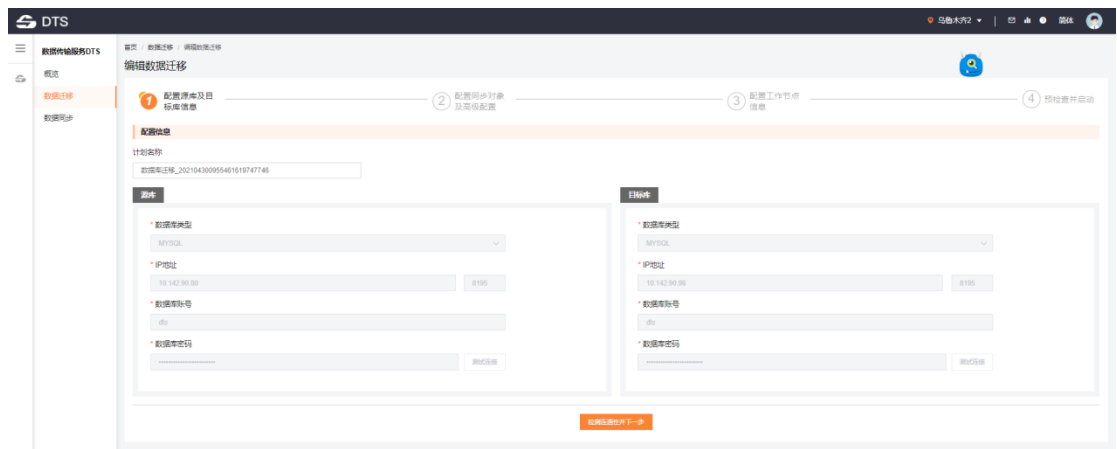 DTS
乌鲁木齐2
简体
数据传输服务DTS
概览
数据迁移
数据同步
首页 / 数据迁移 / 编辑数据迁移
编辑数据迁移
1 配置源库及目
标库信息
2 配置同步对象
及高级配置
3 配置工作节点
信息
4 预检查并启动
配置信息
计划名称
数据库迁移_20210430095546161974774​6
源库
* 数据库类型
MYSQL
* IP地址
10.142.90.80 8195
* 数据库账号
dts
* 数据库密码
测试连接
目标库
* 数据库类型
MYSQL
* IP地址
10.142.90.80 8195
* 数据库账号
dts
* 数据库密码
测试连接
检测连通性并下一步